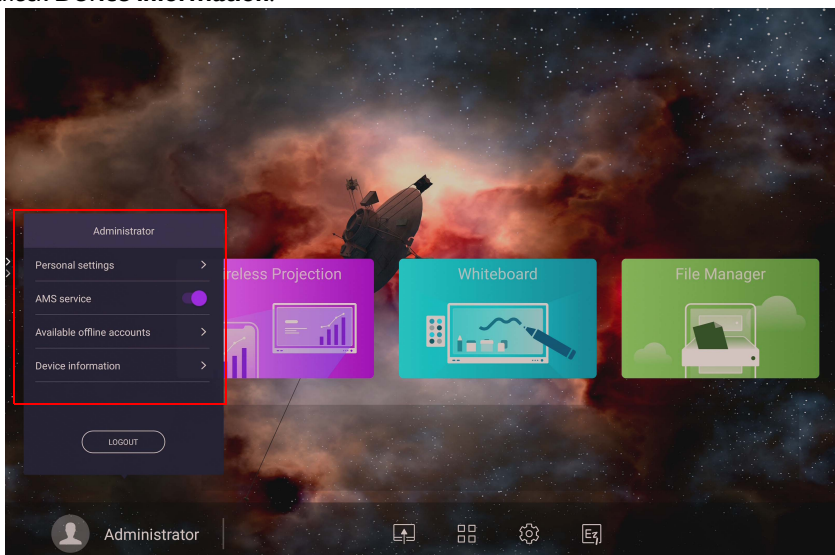 Device Information.
Administrator
Personal settings
AMS service
Available offline accounts
Device information
LOGOUT
reless Projection
Whiteboard
File Manager
Administrator